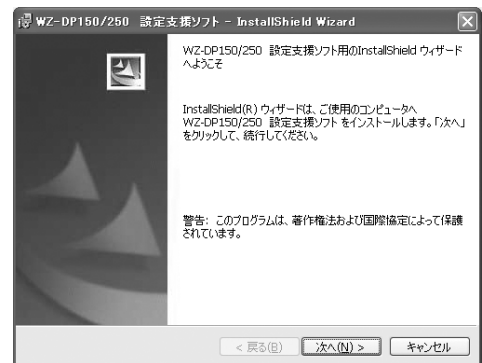 WZ-DP150/250 設定支援ソフト - InstallShield Wizard
WZ-DP150/250 設定支援ソフト用のInstallShield ウィザード
へようこそ
InstallShield(R) ウィザードは、ご使用のコンピュータへ
WZ-DP150/250 設定支援ソフト をインストールします。「次へ」
をクリックして、続行してください。
警告: このプログラムは、著作権法および国際協定によって保護
されています。
< 戻る(B) 次へ(N) > キャンセル